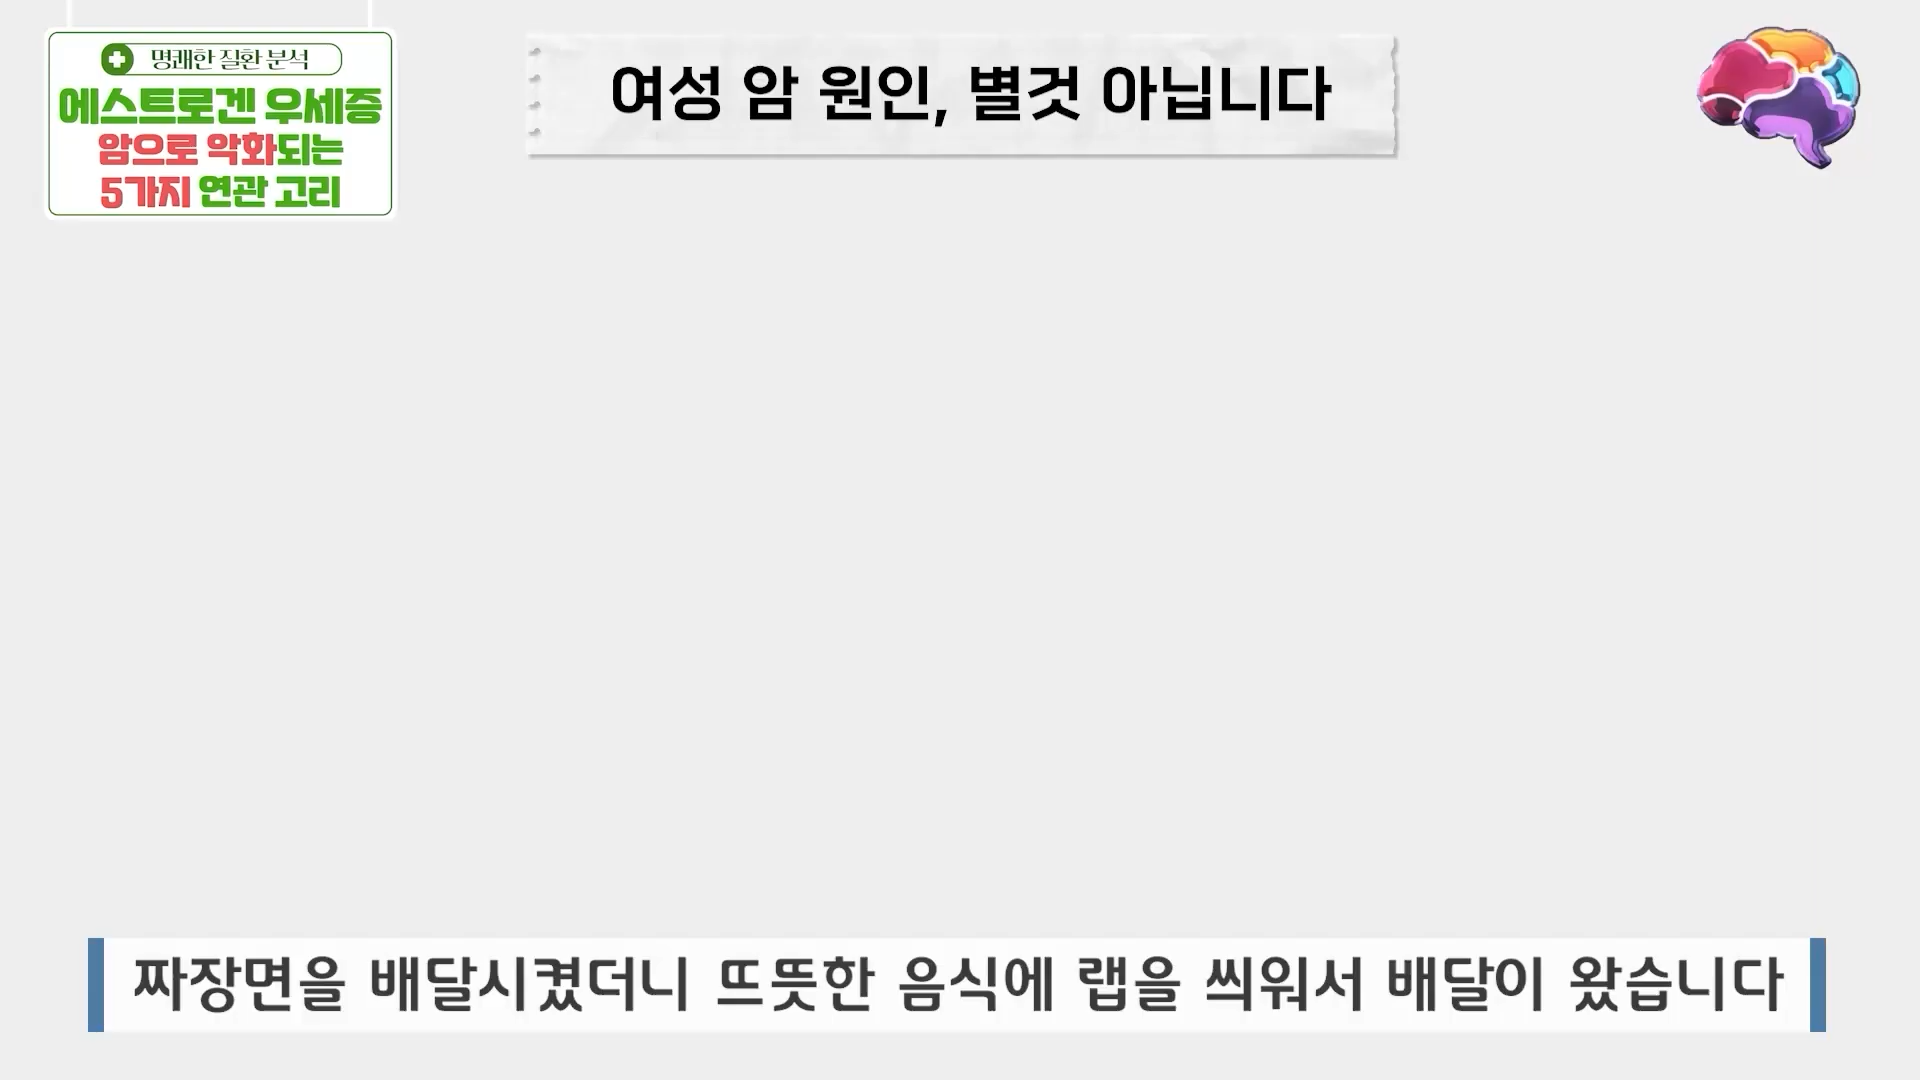 명쾌한 질환 분석
에스트로겐 우세증
암으로 악화되는
5가지 연관 고리
여성 암 원인, 별것 아닙니다
짜장면을 배달시켰더니 뜨뜻한 음식에 랩을 씌워서 배달이 왔습니다